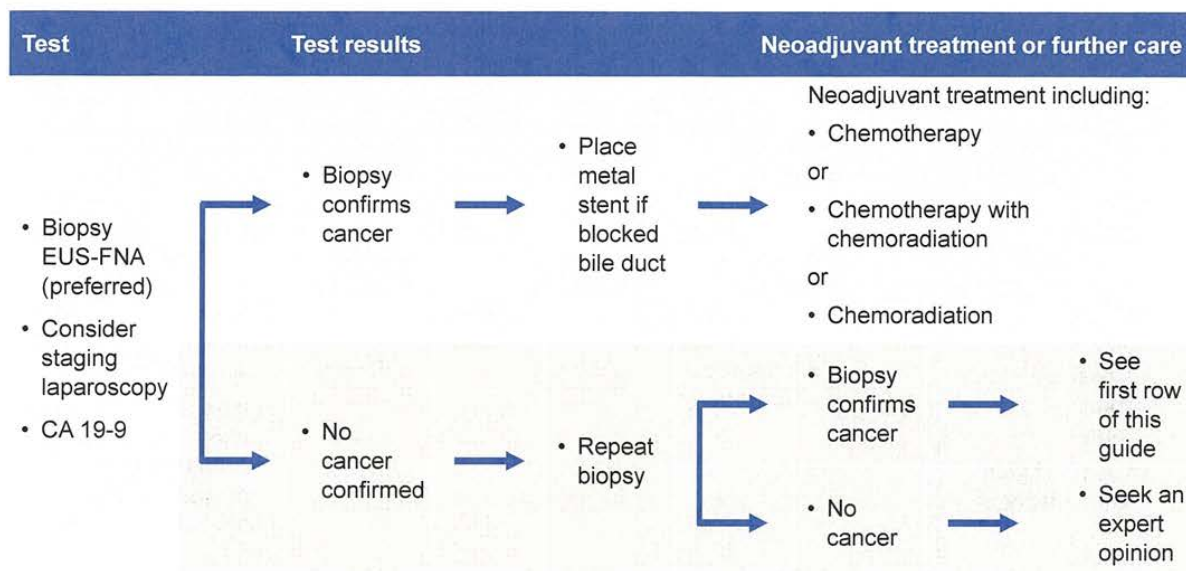 Test
Test results
Neoadjuvant treatment or further care
• Biopsy
EUS-FNA
(preferred)
• Consider
staging
laparoscopy
• CA 19-9
• Biopsy
confirms
cancer
• Place
metal
stent if
blocked
bile duct
Neoadjuvant treatment including:
• Chemotherapy
or
• Chemotherapy with
chemoradiation
or
• Chemoradiation
• No
cancer
confirmed
• Repeat
biopsy
• Biopsy
confirms
cancer
• See
first row
of this
guide
• No
cancer
• Seek an
expert
opinion